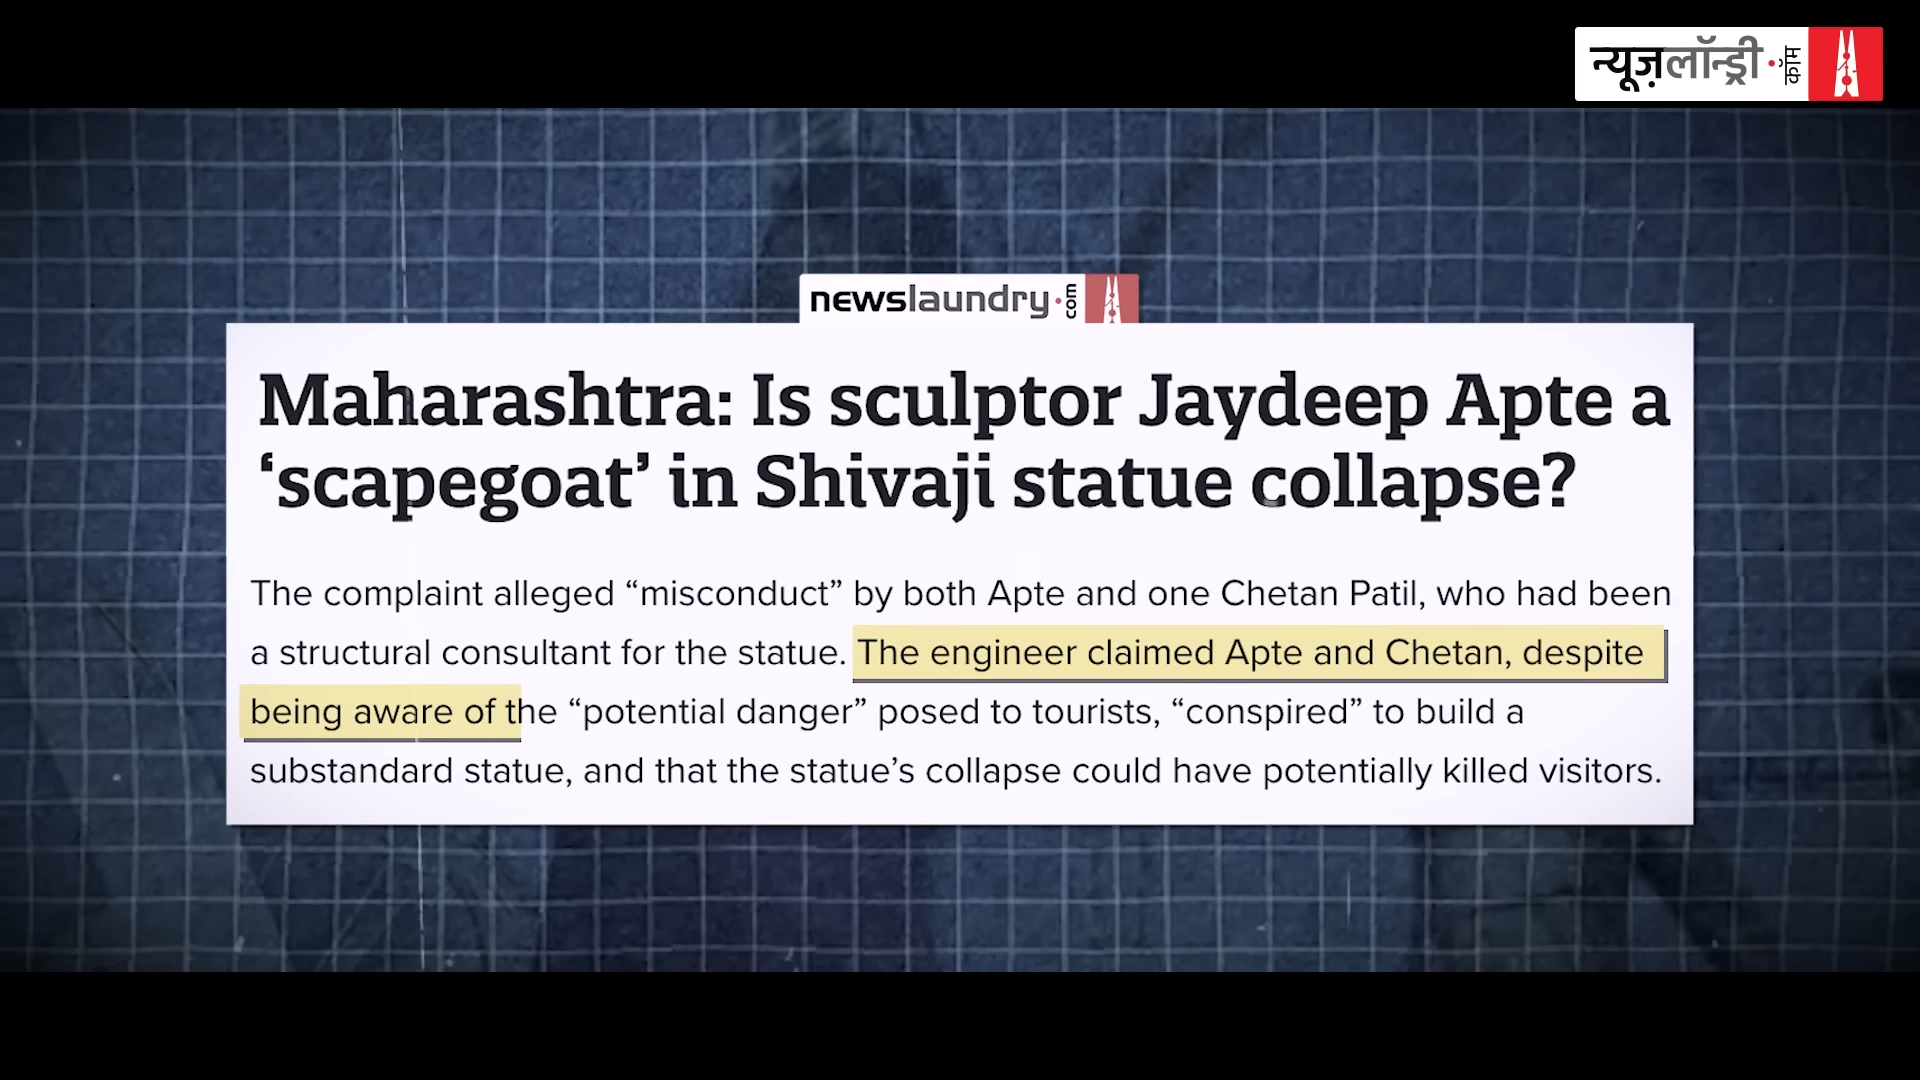 न्यूज़लॉन्ड्री.कॉम
newslaundry.com
Maharashtra: Is sculptor Jaydeep Apte a
‘scapegoat’ in Shivaji statue collapse?
The complaint alleged “misconduct” by both Apte and one Chetan Patil, who had been
a structural consultant for the statue. The engineer claimed Apte and Chetan, despite
being aware of the “potential danger” posed to tourists, “conspired” to build a
substandard statue, and that the statue’s collapse could have potentially killed visitors.